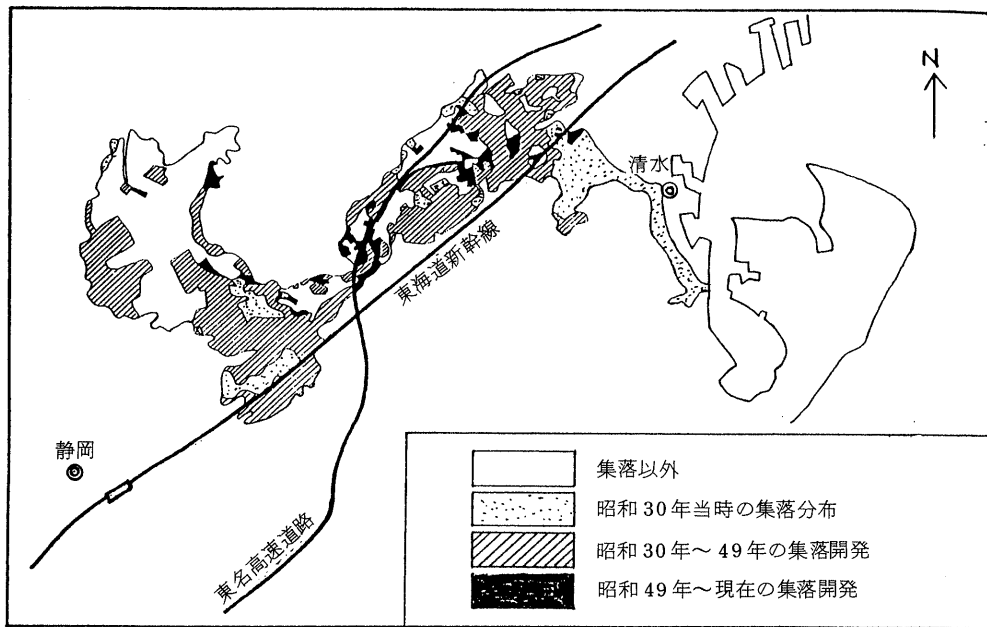 N
清水
東海道新幹線
静岡
東名高速道路
集落以外
昭和30年当時の集落分布
昭和30年～49年の集落開発
昭和49年～現在の集落開発